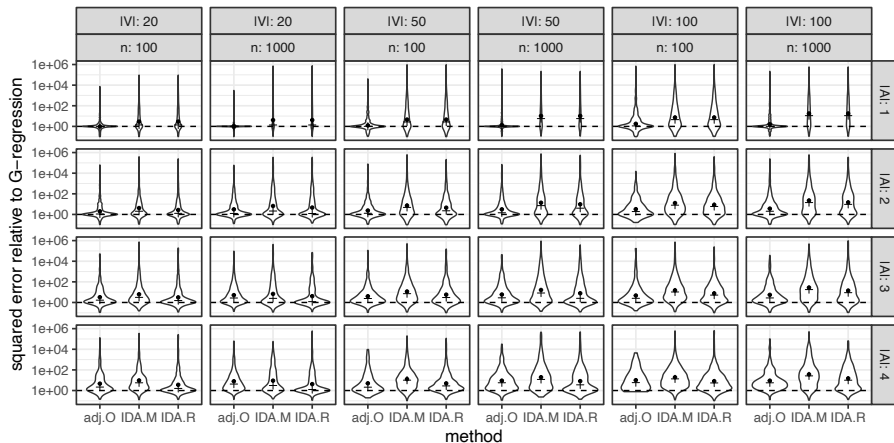 |V|: 20 |V|: 20 |V|: 50 |V|: 50 |V|: 100 |V|: 100
n: 100 n: 1000 n: 100 n: 1000 n: 100 n: 1000
squared error relative to G−regression
1e+06
1e+04
1e+02
1e+00
|A|: 1
1e+06
1e+04
1e+02
1e+00
|A|: 2
1e+06
1e+04
1e+02
1e+00
|A|: 3
1e+06
1e+04
1e+02
1e+00
|A|: 4
adj.O IDA.M IDA.R adj.O IDA.M IDA.R adj.O IDA.M IDA.R adj.O IDA.M IDA.R adj.O IDA.M IDA.R adj.O IDA.M IDA.R
method